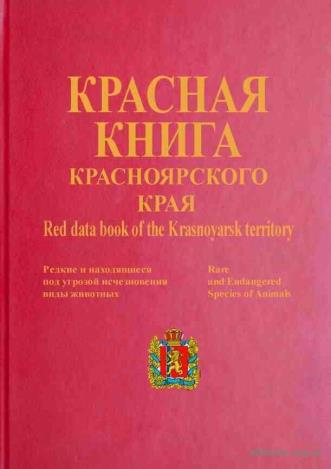 КРАСНАЯ
КНИГА
КРАСНОЯРСКОГО
КРАЯ
Red data book of the Krasnoyarsk territory
Редкие и находящиеся
под угрозой исчезновения
виды животных
Rare
and Endangered
Species of Animals